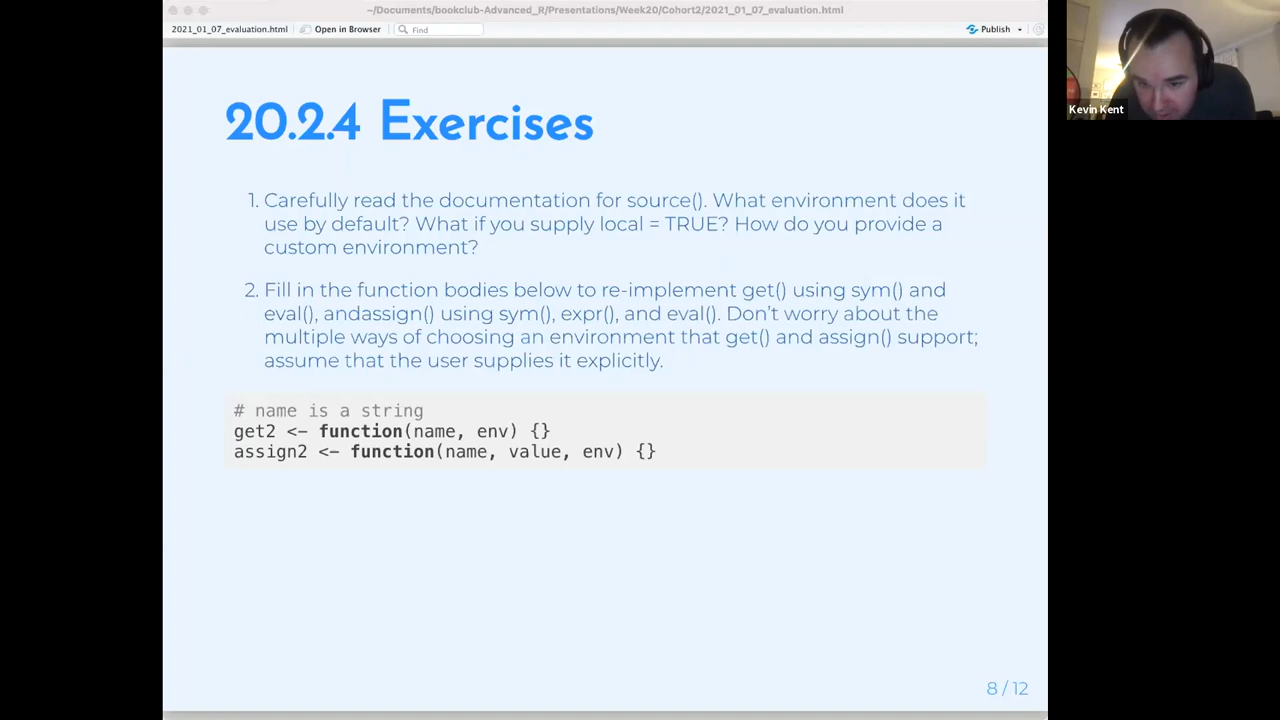 ~/Documents/bookclub-Advanced_R/Presentations/Week20/Cohort2/2021_01_07_evaluation.html
2021_01_07_evaluation.html
Open in Browser
Find
Publish
Kevin Kent
20.2.4 Exercises
1. Carefully read the documentation for source(). What environment does it
use by default? What if you supply local = TRUE? How do you provide a
custom environment?
2. Fill in the function bodies below to re-implement get() using sym() and
eval(), andassign() using sym(), expr(), and eval(). Don't worry about the
multiple ways of choosing an environment that get() and assign() support;
assume that the user supplies it explicitly.
# name is a string
get2 <- function(name, env) {}
assign2 <- function(name, value, env) {}
8 / 12